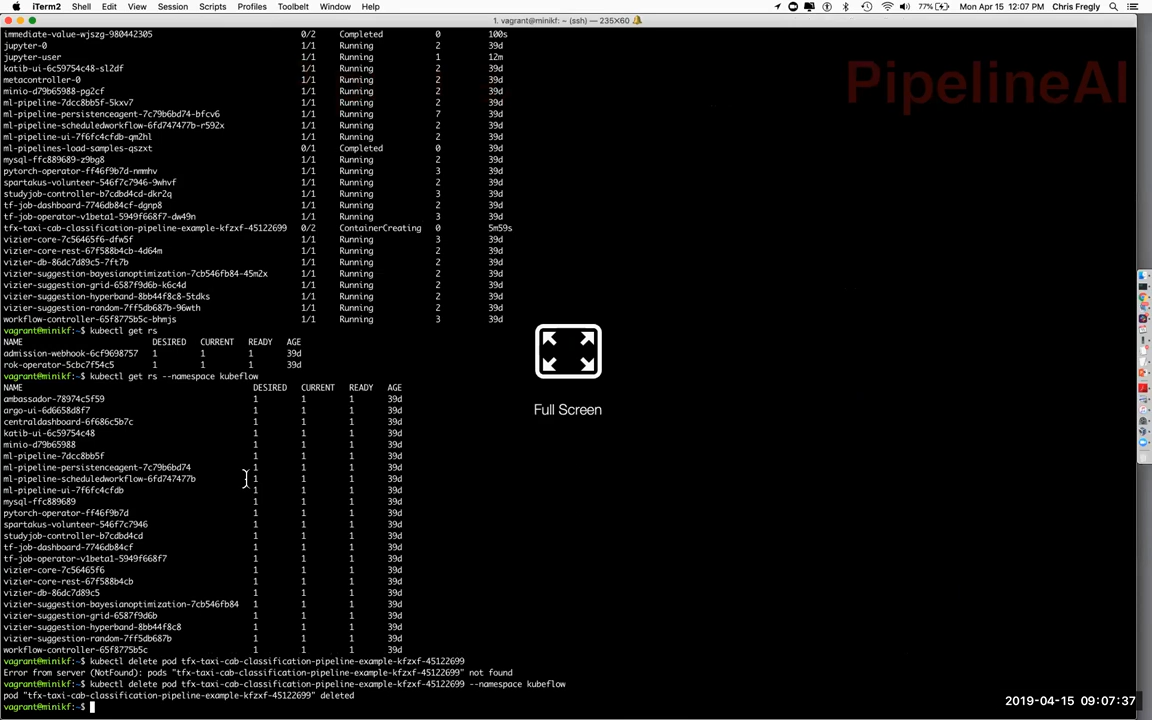 iTerm2 Shell Edit View Session Scripts Profiles Toolbelt Window Help 77% Mon Apr 15 12:07 PM Chris Fregly
1. vagrant@minikf: ~ (ssh) — 235×60
immediate-value-wjszg-980442305 0/2 Completed 0 100s
jupyter-0 1/1 Running 2 39d
jupyter-user 1/1 Running 1 12m
katib-ui-6c59754c48-sl2df 1/1 Running 2 39d
metacontroller-0 1/1 Running 2 39d
minio-d79b65988-pg2cf 1/1 Running 2 39d
ml-pipeline-7dcc8bb5f-5kxv7 1/1 Running 2 39d
ml-pipeline-persistenceagent-7c79b6bd74-bfcv6 1/1 Running 7 39d
ml-pipeline-scheduledworkflow-6fd747477b-r592x 1/1 Running 2 39d
ml-pipeline-ui-7f6fc4cfdb-qm2hl 1/1 Running 2 39d
ml-pipelines-load-samples-qszxt 0/1 Completed 0 39d
mysql-ffc889689-z9bg8 1/1 Running 2 39d
pytorch-operator-ff46f9b7d-nmmhv 1/1 Running 3 39d
spartakus-volunteer-546f7c7946-9whvf 1/1 Running 2 39d
studyjob-controller-b7cdbd4cd-dkr2q 1/1 Running 3 39d
tf-job-dashboard-7746db84cf-dgnp8 1/1 Running 2 39d
tf-job-operator-v1beta1-5949f668f7-dw49n 1/1 Running 3 39d
tfx-taxi-cab-classification-pipeline-example-kfzxf-45122699 0/2 ContainerCreating 0 5m59s
vizier-core-7c56465f6-dfw5f 1/1 Running 3 39d
vizier-core-rest-67f588b4cb-4d64m 1/1 Running 2 39d
vizier-db-86dc7d89c5-7ft7b 1/1 Running 2 39d
vizier-suggestion-bayesianoptimization-7cb546fb84-45m2x 1/1 Running 2 39d
vizier-suggestion-grid-6587f9d6b-k6c4d 1/1 Running 2 39d
vizier-suggestion-hyperband-8bb44f8c8-5tdks 1/1 Running 2 39d
vizier-suggestion-random-7ff5db687b-96wth 1/1 Running 2 39d
workflow-controller-65f8775b5c-bhmjs 1/1 Running 3 39d
vagrant@minikf:~$ kubectl get rs
NAME DESIRED CURRENT READY AGE
admission-webhook-6cf9698757 1 1 1 39d
rok-operator-5cbc7f54c5 1 1 1 39d
vagrant@minikf:~$ kubectl get rs --namespace kubeflow
NAME DESIRED CURRENT READY AGE
ambassador-78974c5f59 1 1 1 39d
argo-ui-6d6658d8f7 1 1 1 39d
centraldashboard-6f686c5b7c 1 1 1 39d
katib-ui-6c59754c48 1 1 1 39d
minio-d79b65988 1 1 1 39d
ml-pipeline-7dcc8bb5f 1 1 1 39d
ml-pipeline-persistenceagent-7c79b6bd74 1 1 1 39d
ml-pipeline-scheduledworkflow-6fd747477b 1 1 1 39d
ml-pipeline-ui-7f6fc4cfdb 1 1 1 39d
mysql-ffc889689 1 1 1 39d
pytorch-operator-ff46f9b7d 1 1 1 39d
spartakus-volunteer-546f7c7946 1 1 1 39d
studyjob-controller-b7cdbd4cd 1 1 1 39d
tf-job-dashboard-7746db84cf 1 1 1 39d
tf-job-operator-v1beta1-5949f668f7 1 1 1 39d
vizier-core-7c56465f6 1 1 1 39d
vizier-core-rest-67f588b4cb 1 1 1 39d
vizier-db-86dc7d89c5 1 1 1 39d
vizier-suggestion-bayesianoptimization-7cb546fb84 1 1 1 39d
vizier-suggestion-grid-6587f9d6b 1 1 1 39d
vizier-suggestion-hyperband-8bb44f8c8 1 1 1 39d
vizier-suggestion-random-7ff5db687b 1 1 1 39d
workflow-controller-65f8775b5c 1 1 1 39d
vagrant@minikf:~$ kubectl delete pod tfx-taxi-cab-classification-pipeline-example-kfzxf-45122699
Error from server (NotFound): pods "tfx-taxi-cab-classification-pipeline-example-kfzxf-45122699" not found
vagrant@minikf:~$ kubectl delete pod tfx-taxi-cab-classification-pipeline-example-kfzxf-45122699 --namespace kubeflow
pod "tfx-taxi-cab-classification-pipeline-example-kfzxf-45122699" deleted
vagrant@minikf:~$
PipelineAI
Full Screen
2019-04-15 09:07:37